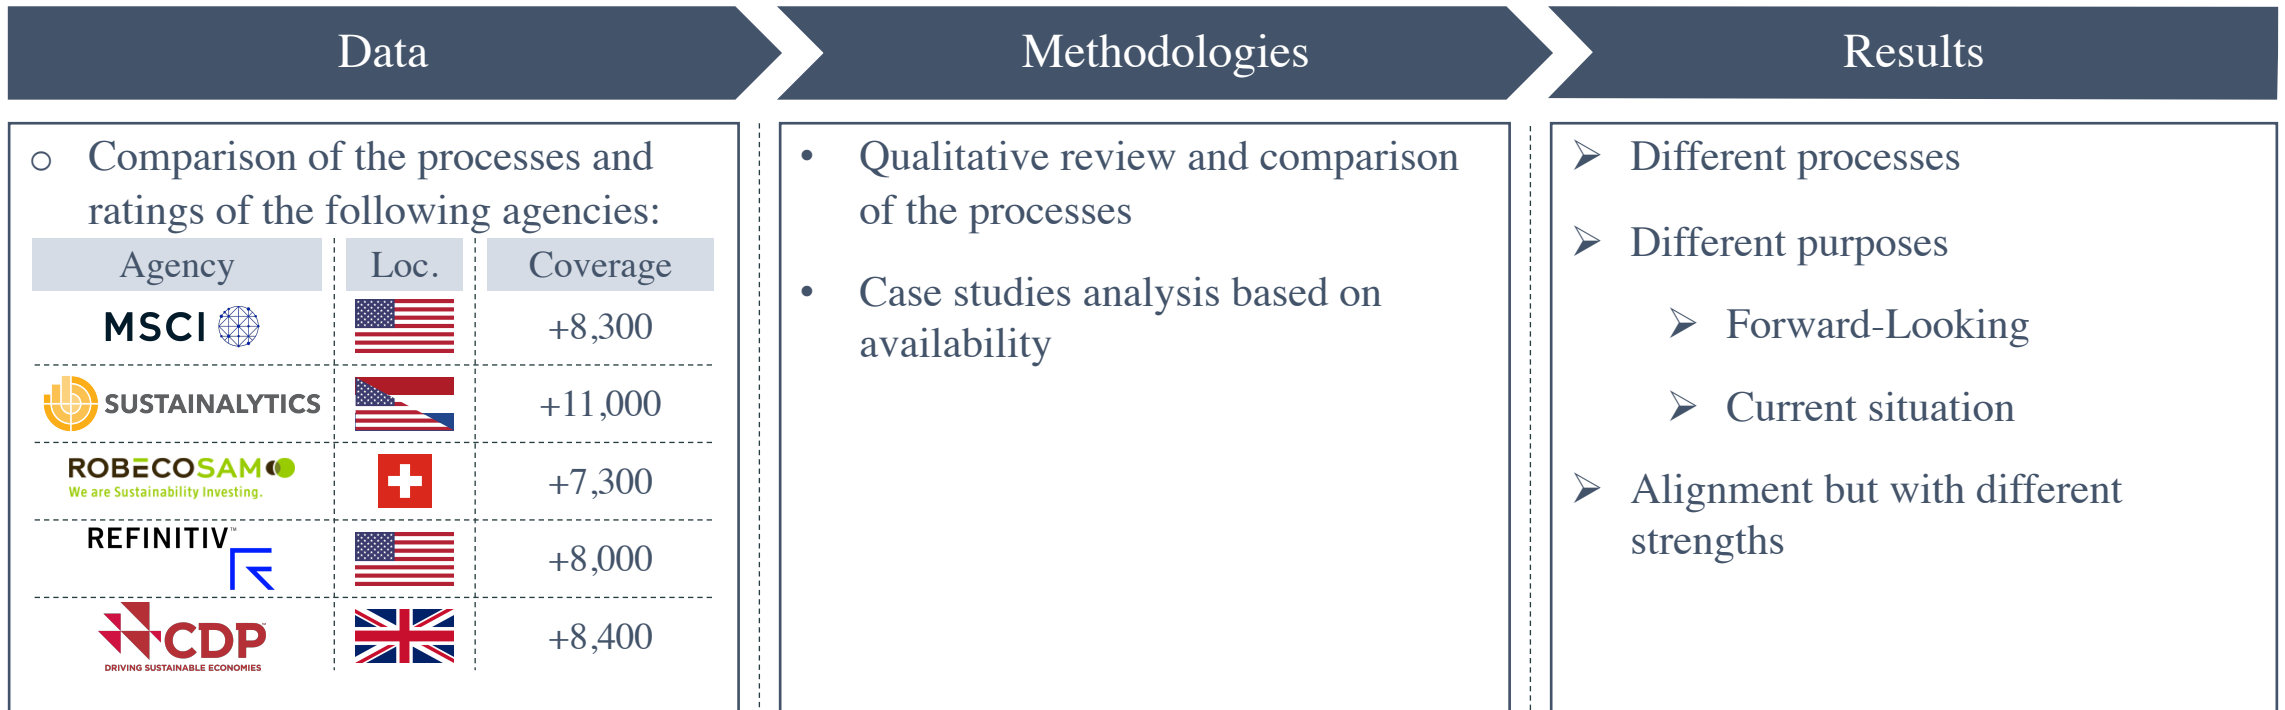 Data
Methodologies
Results
o Comparison of the processes and
ratings of the following agencies:
Agency Loc. Coverage
MSCI +8,300
SUSTAINALYTICS +11,000
ROBECOSAM
We are Sustainability Investing.
+7,300
REFINITIV™
+8,000
CDP
DRIVING SUSTAINABLE ECONOMIES
+8,400
• Qualitative review and comparison
of the processes
• Case studies analysis based on
availability
➢ Different processes
➢ Different purposes
➢ Forward-Looking
➢ Current situation
➢ Alignment but with different
strengths